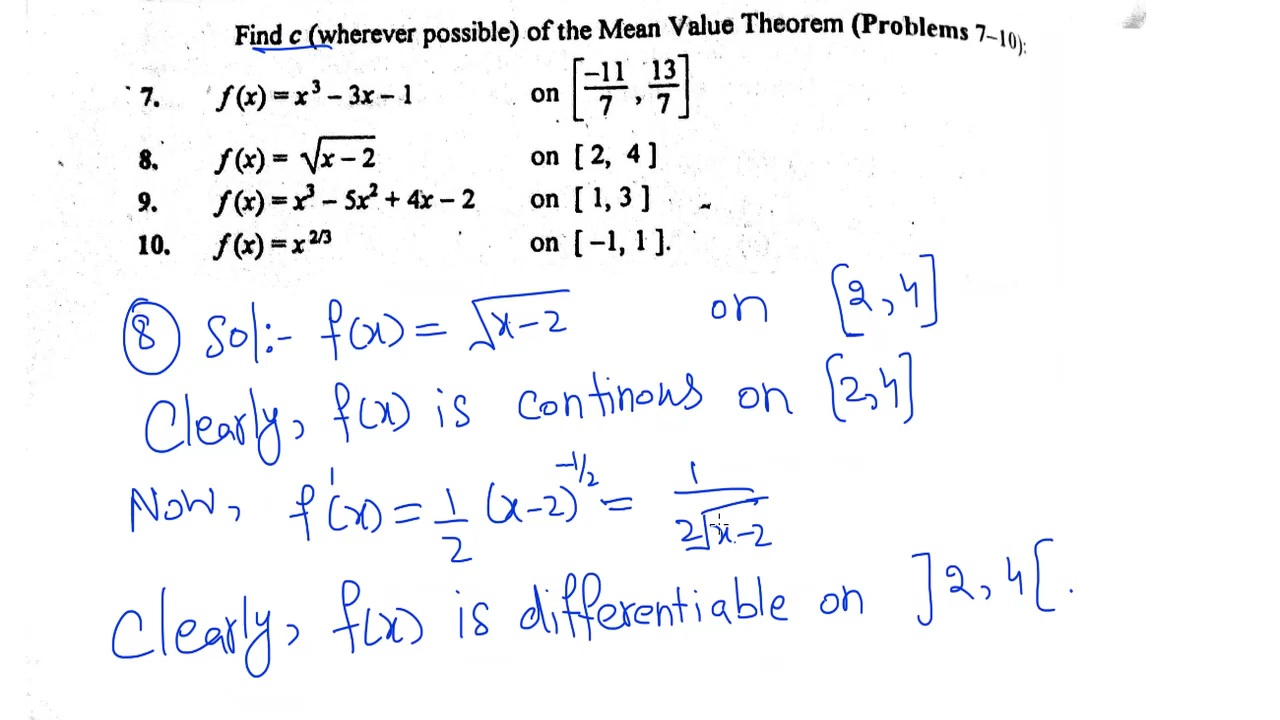 Find c (wherever possible) of the Mean Value Theorem (Problems 7–10):
7. f(x) = x³ – 3x – 1 on [–11/7, 13/7]
8. f(x) = √(x – 2) on [2, 4]
9. f(x) = x³ – 5x² + 4x – 2 on [1, 3]
10. f(x) = x^2/3 on [–1, 1].
⑧ Sol:- f(x) = √(x-2) on [2,4]
Clearly, f(x) is continous on [2,4]
Now, f'(x) = 1/2 (x-2)^-1/2 = 1/(2√(x-2))
Clearly, f(x) is differentiable on ]2,4[.